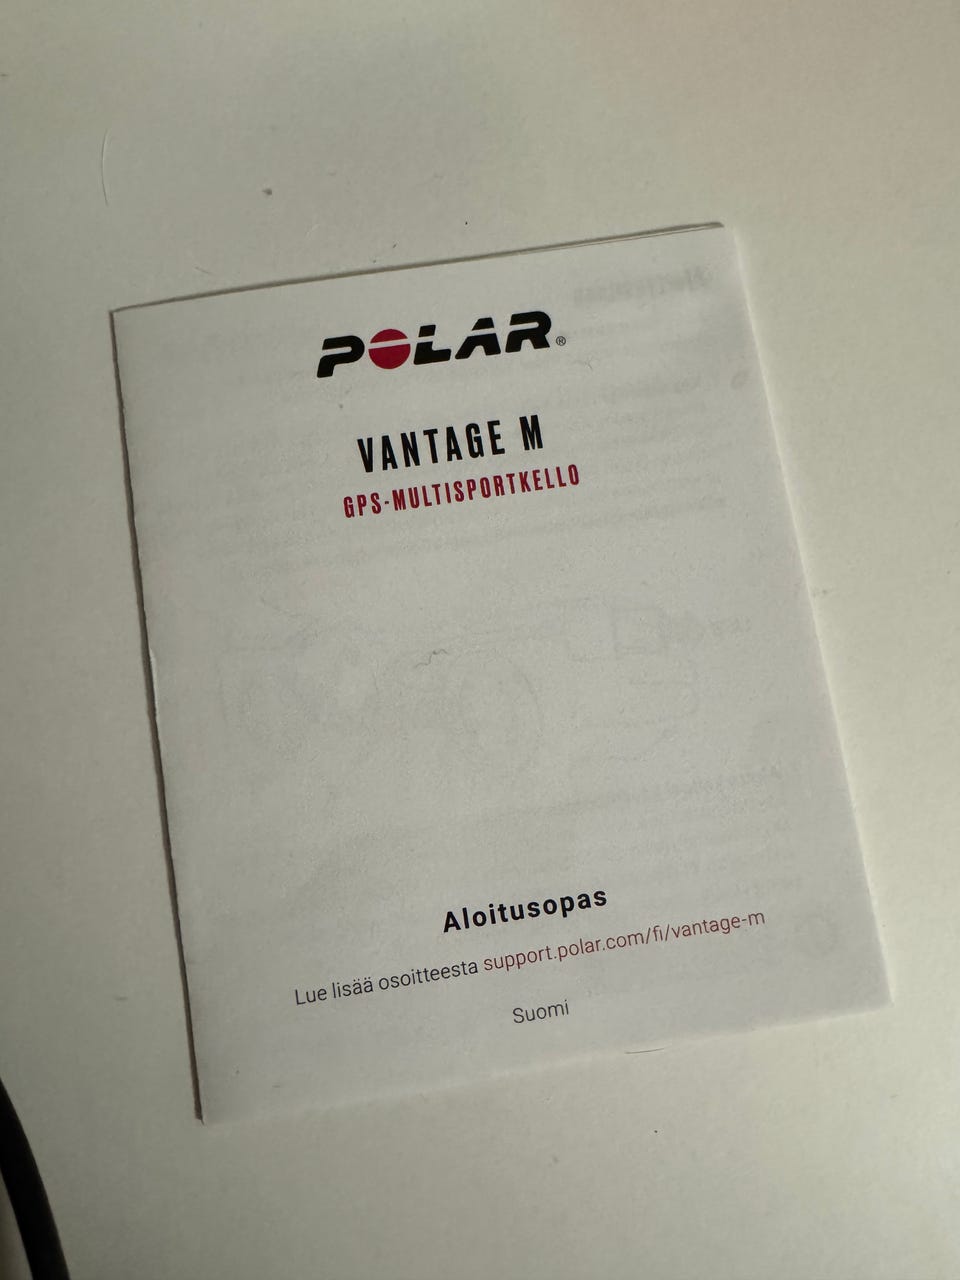 POLAR®
VANTAGE M
GPS-MULTISPORTKELLO
Aloitusopas
Lue lisää osoitteesta support.polar.com/fi/vantage-m
Suomi